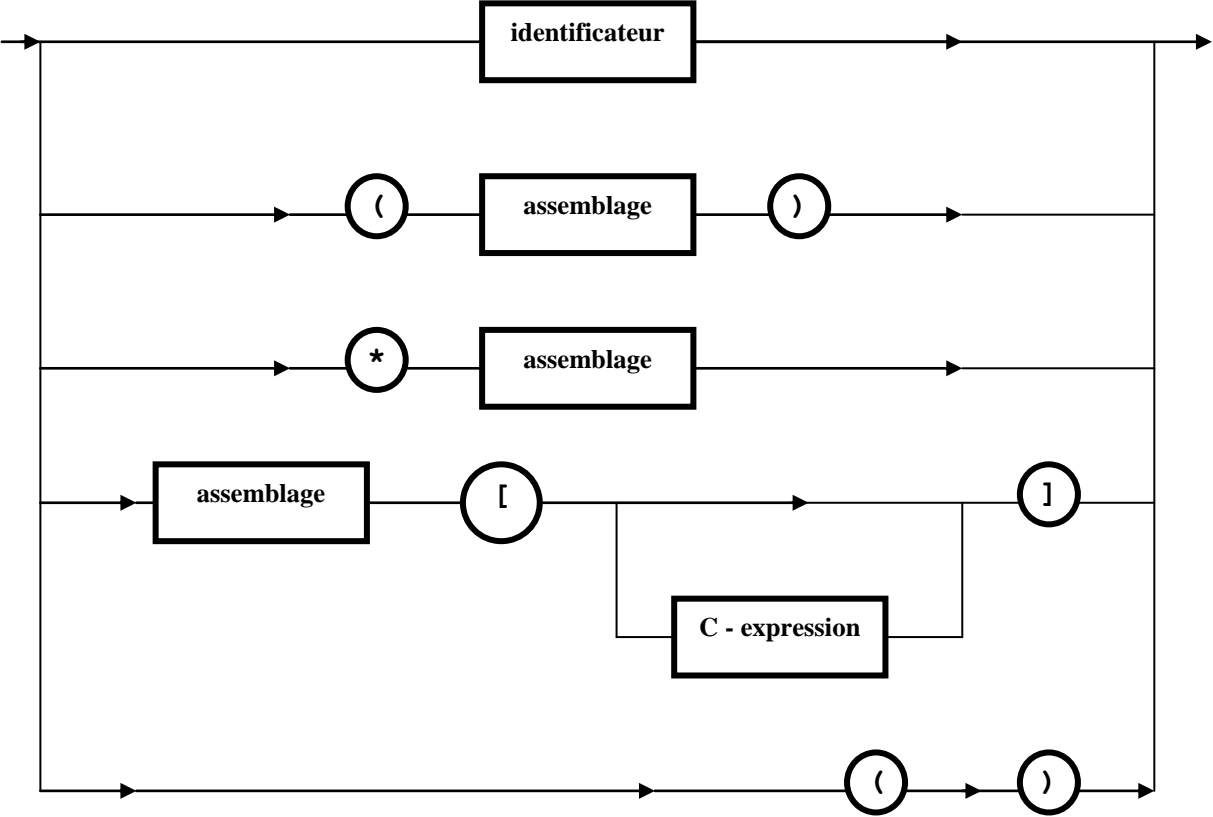 identificateur
( assemblage )
* assemblage
assemblage [ ]
C - expression
( )